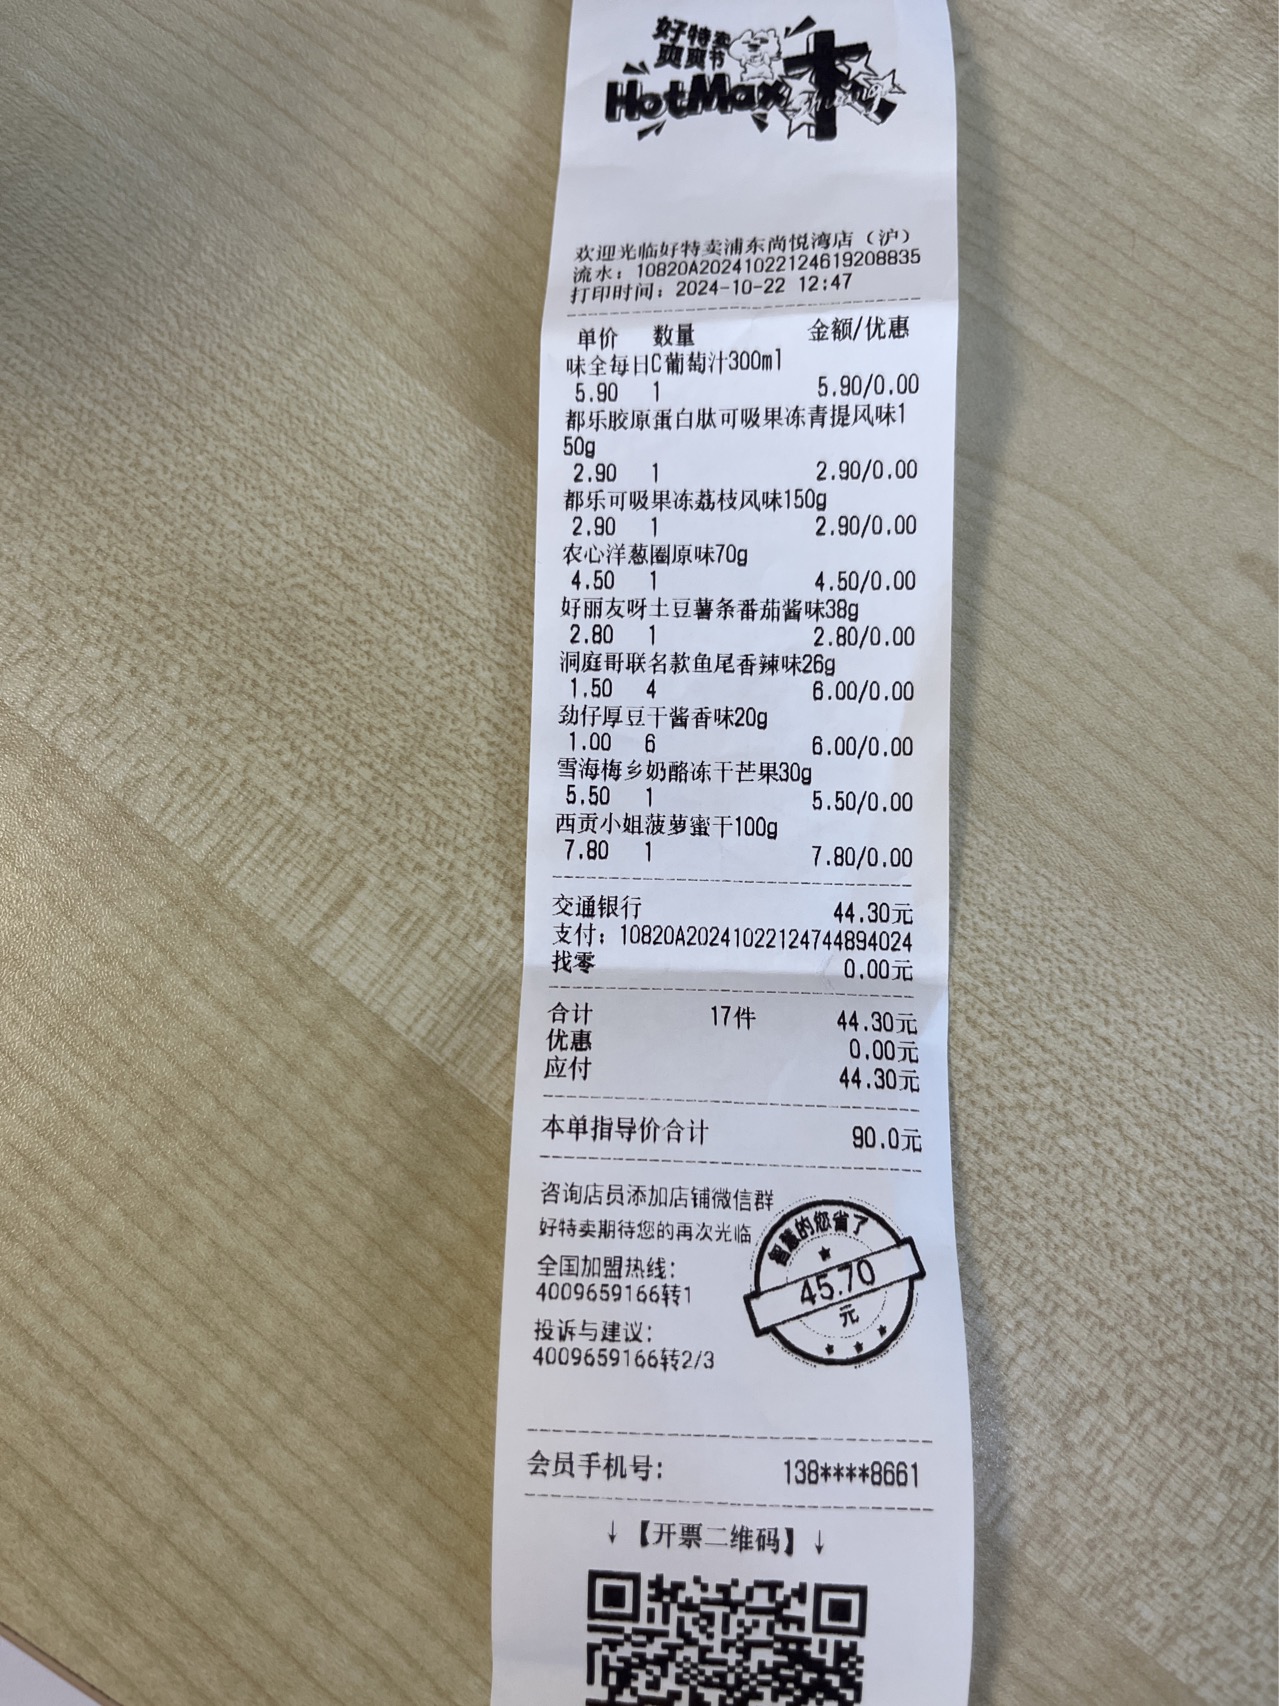 好特卖
爽爽节
HotMax
欢迎光临好特卖浦东尚悦湾店（沪）
流水：10820A20241022124619208835
打印时间：2024-10-22 12:47
单价 数量 金额/优惠
味全每日C葡萄汁300ml
5.90 1 5.90/0.00
都乐胶原蛋白肽可吸果冻青提风味1
50g
2.90 1 2.90/0.00
都乐可吸果冻荔枝风味150g
2.90 1 2.90/0.00
农心洋葱圈原味70g
4.50 1 4.50/0.00
好丽友呀土豆薯条番茄酱味38g
2.80 1 2.80/0.00
洞庭哥联名款鱼尾香辣味26g
1.50 4 6.00/0.00
劲仔厚豆干酱香味20g
1.00 6 6.00/0.00
雪海梅乡奶酪冻干芒果30g
5.50 1 5.50/0.00
西贡小姐菠萝蜜干100g
7.80 1 7.80/0.00
交通银行 44.30元
支付：10820A20241022124744894024
找零 0.00元
合计 17件 44.30元
优惠 0.00元
应付 44.30元
本单指导价合计 90.0元
咨询店员添加店铺微信群
好特卖期待您的再次光临
全国加盟热线：
4009659166转1
投诉与建议：
4009659166转2/3
智慧的您省了
45.70
元
会员手机号： 138****8661
↓【开票二维码】↓